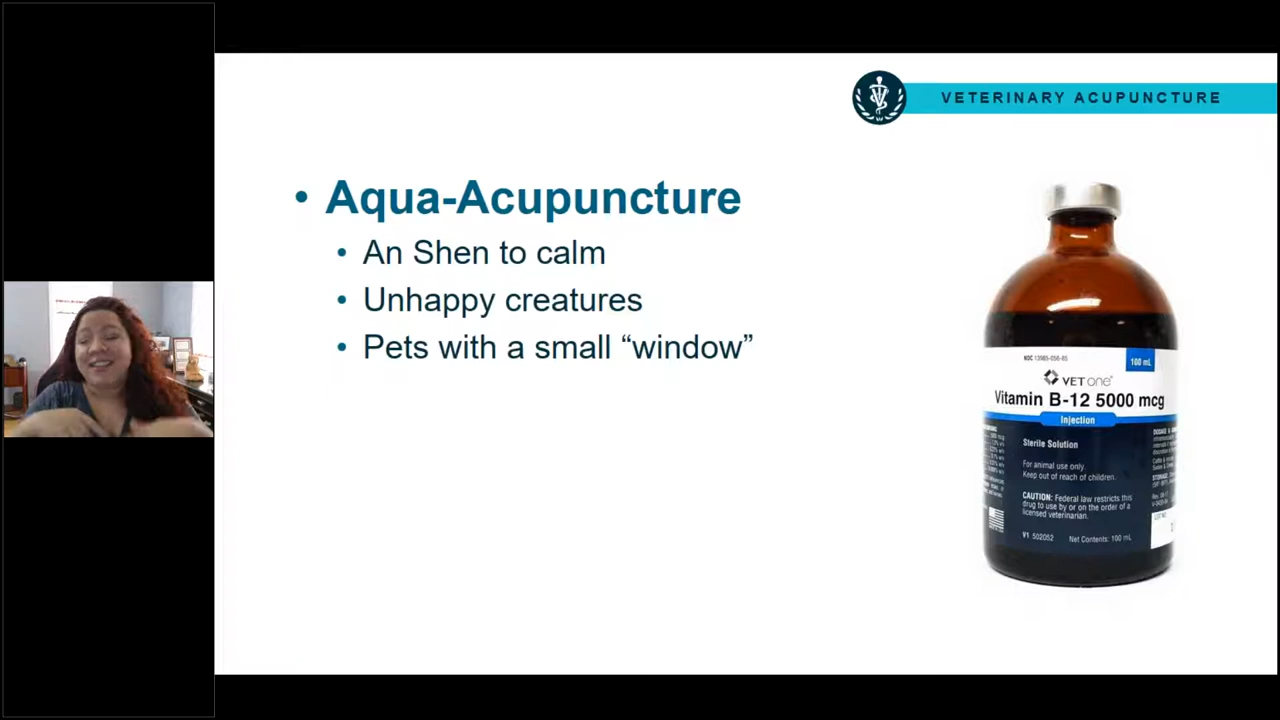 VETERINARY ACUPUNCTURE
• Aqua-Acupuncture
• An Shen to calm
• Unhappy creatures
• Pets with a small “window”
100 mL
VET one
Vitamin B-12 5000 mcg
Injection
Sterile Solution
For animal use only.
Keep out of reach of children.
CAUTION: Federal law restricts this
drug to use by or on the order of a
licensed veterinarian.
V1 502052 Net Contents: 100 mL